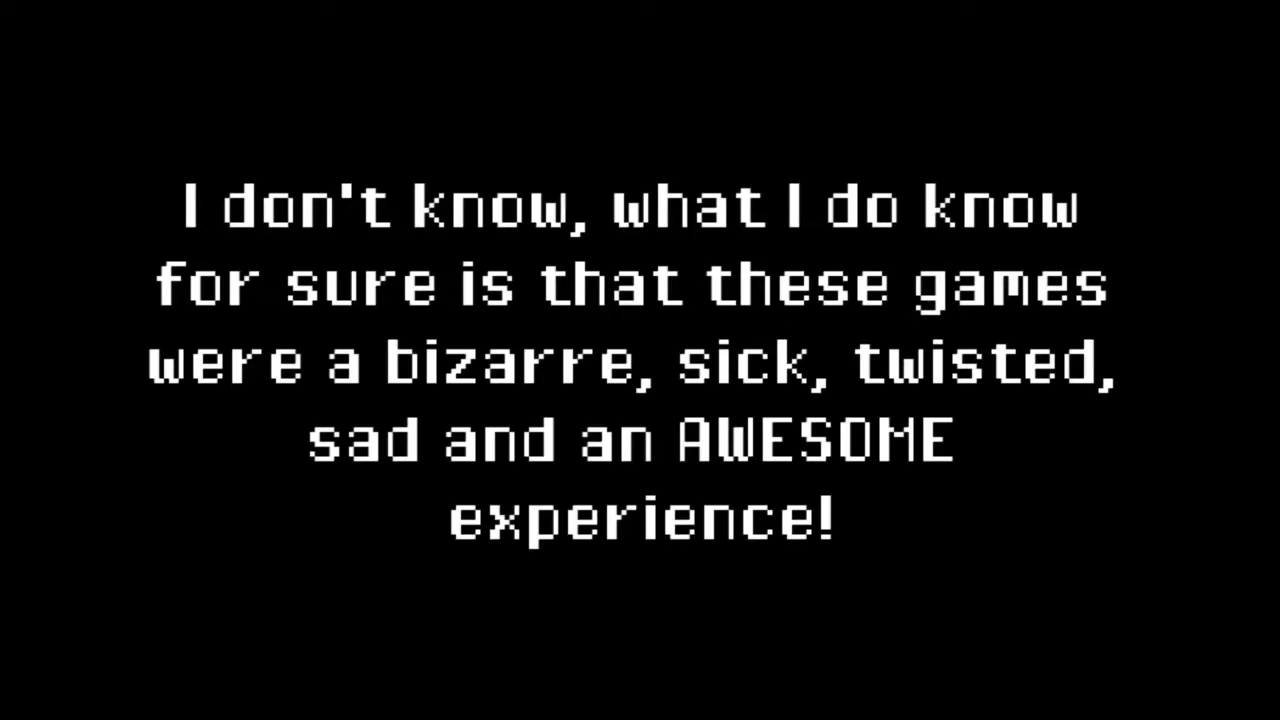 I don't know, what I do know
for sure is that these games
were a bizarre, sick, twisted,
sad and an AWESOME
experience!